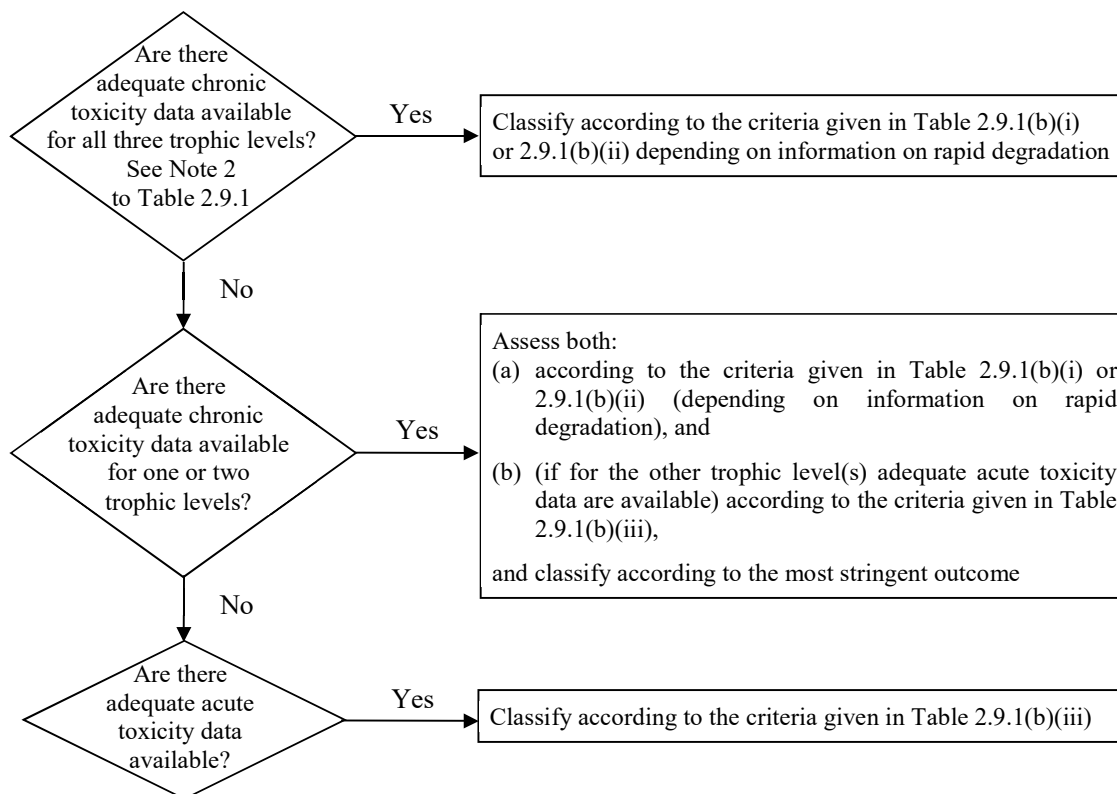 Are there
adequate chronic
toxicity data available
for all three trophic levels?
See Note 2
to Table 2.9.1
Yes
Classify according to the criteria given in Table 2.9.1(b)(i)
or 2.9.1(b)(ii) depending on information on rapid degradation
No
Are there
adequate chronic
toxicity data available
for one or two
trophic levels?
Yes
Assess both:
(a) according to the criteria given in Table 2.9.1(b)(i) or
2.9.1(b)(ii) (depending on information on rapid
degradation), and
(b) (if for the other trophic level(s) adequate acute toxicity
data are available) according to the criteria given in Table
2.9.1(b)(iii),
and classify according to the most stringent outcome
No
Are there
adequate acute
toxicity data
available?
Yes
Classify according to the criteria given in Table 2.9.1(b)(iii)